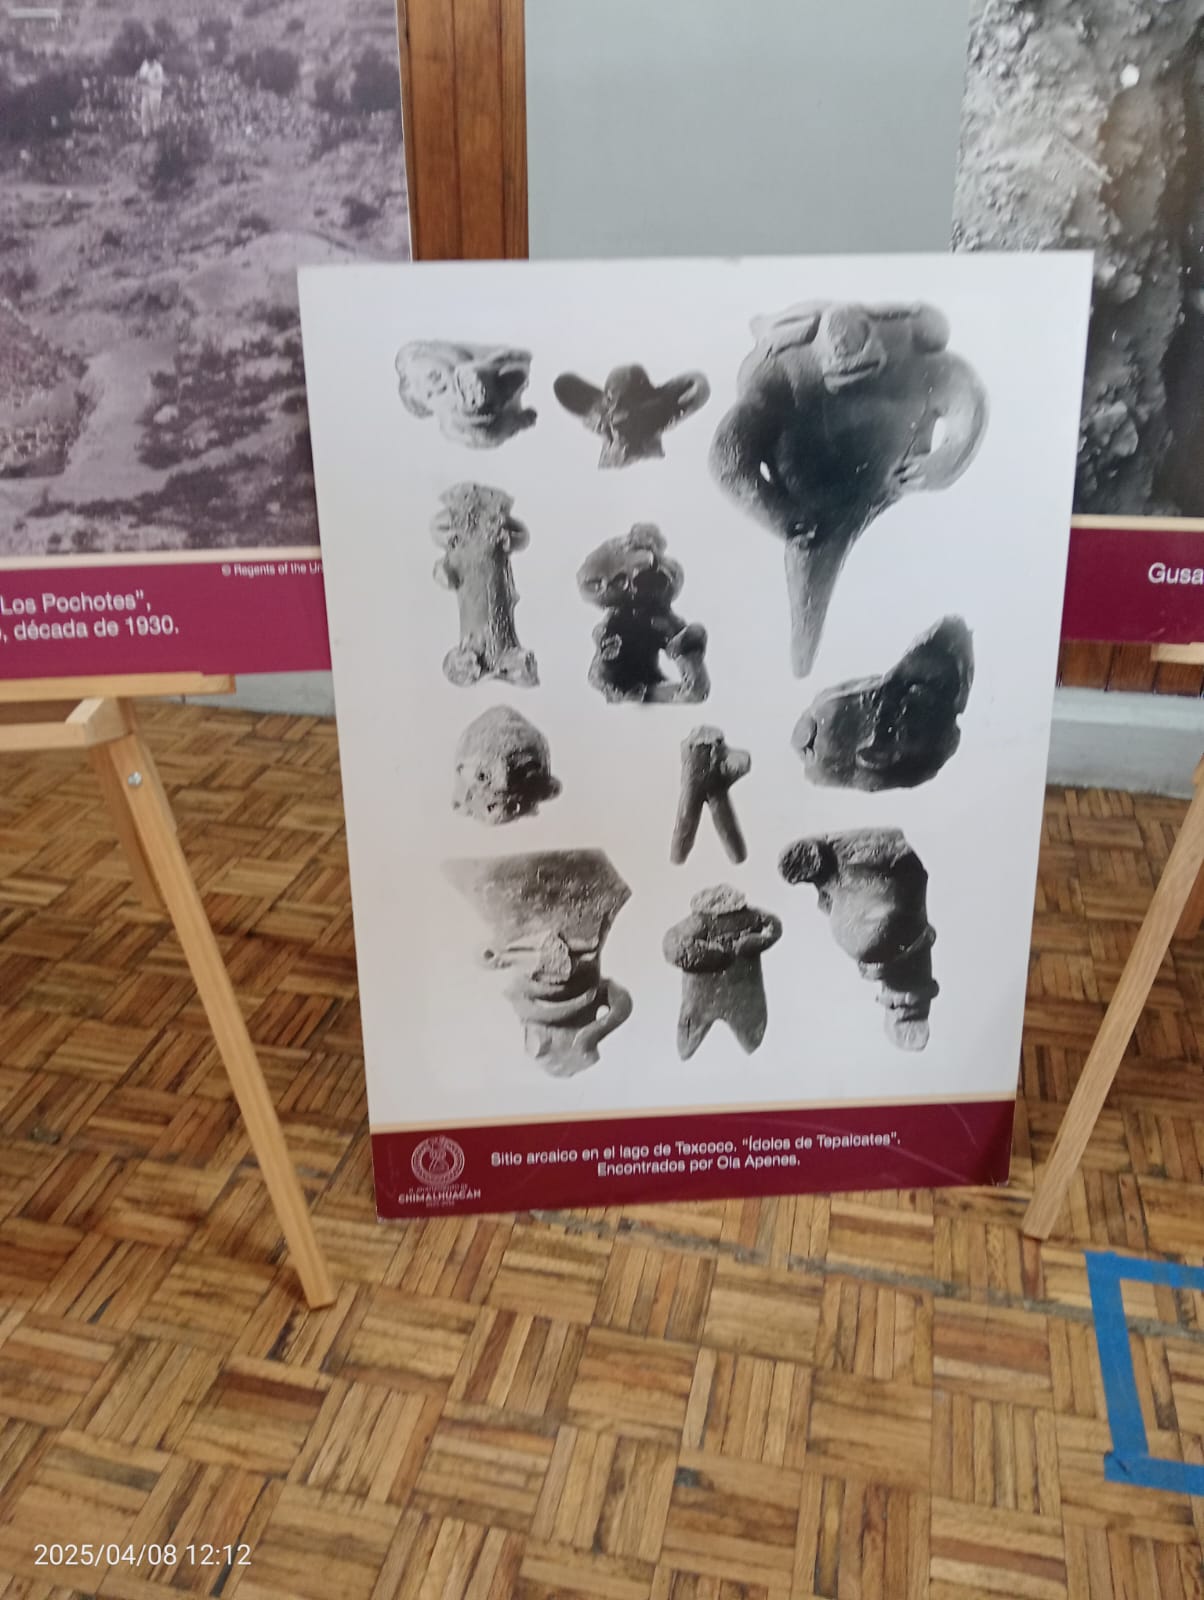 © Regents of the
Los Pochotes",
década de 1930.
Gusa
Sitio arcaico en el lago de Texcoco. "Ídolos de Tepalcates".
Encontrados por Ola Apenes.
CHIMALHUACÁN
2025/04/08 12:12